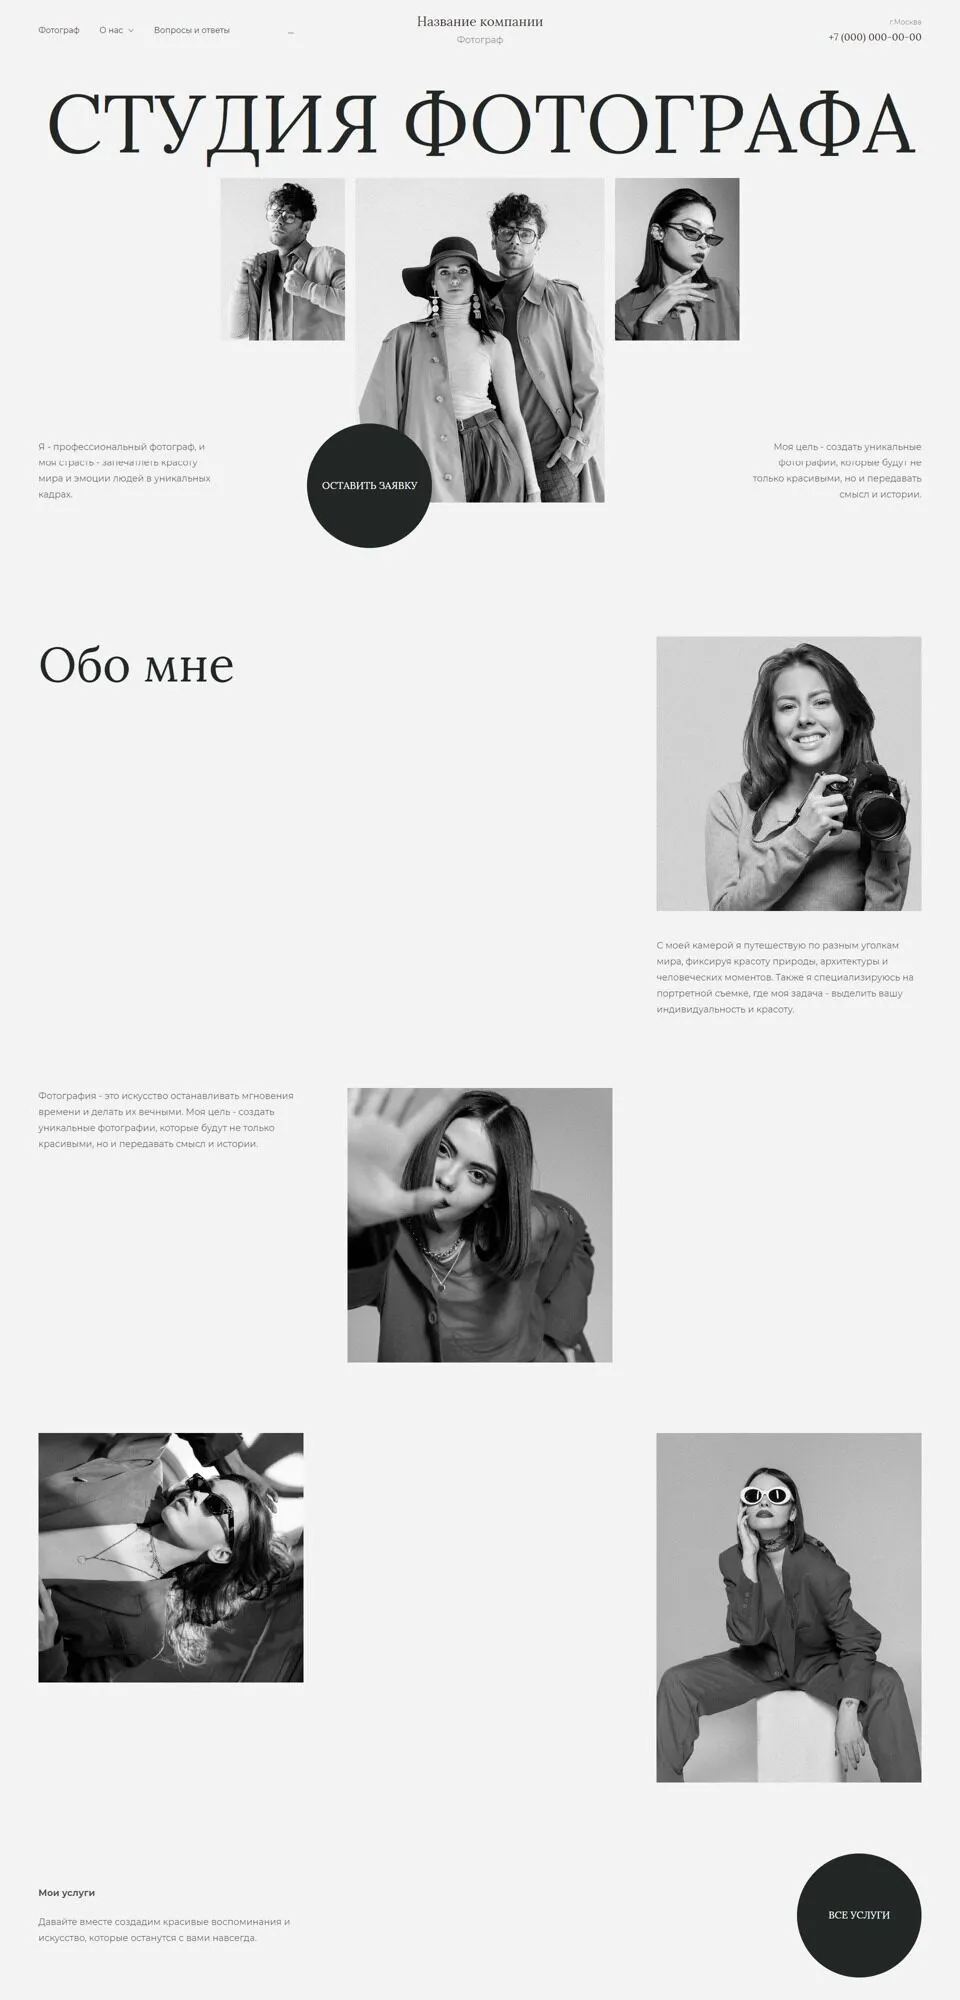 Фотограф
О нас
Вопросы и ответы
...
Название компании
Фотограф
г.Москва
+7 (000) 000-00-00
СТУДИЯ ФОТОГРАФА
Я - профессиональный фотограф, и
моя страсть - запечатлеть красоту
мира и эмоции людей в уникальных
кадрах.
ОСТАВИТЬ ЗАЯВКУ
Моя цель - создать уникальные
фотографии, которые будут не
только красивыми, но и передавать
смысл и истории.
Обо мне
С моей камерой я путешествую по разным уголкам
мира, фиксируя красоту природы, архитектуры и
человеческих моментов. Также я специализируюсь на
портретной съемке, где моя задача - выделить вашу
индивидуальность и красоту.
Фотография - это искусство останавливать мгновения
времени и делать их вечными. Моя цель - создать
уникальные фотографии, которые будут не только
красивыми, но и передавать смысл и истории.
Мои услуги
Давайте вместе создадим красивые воспоминания и
искусство, которые останутся с вами навсегда.
ВСЕ УСЛУГИ